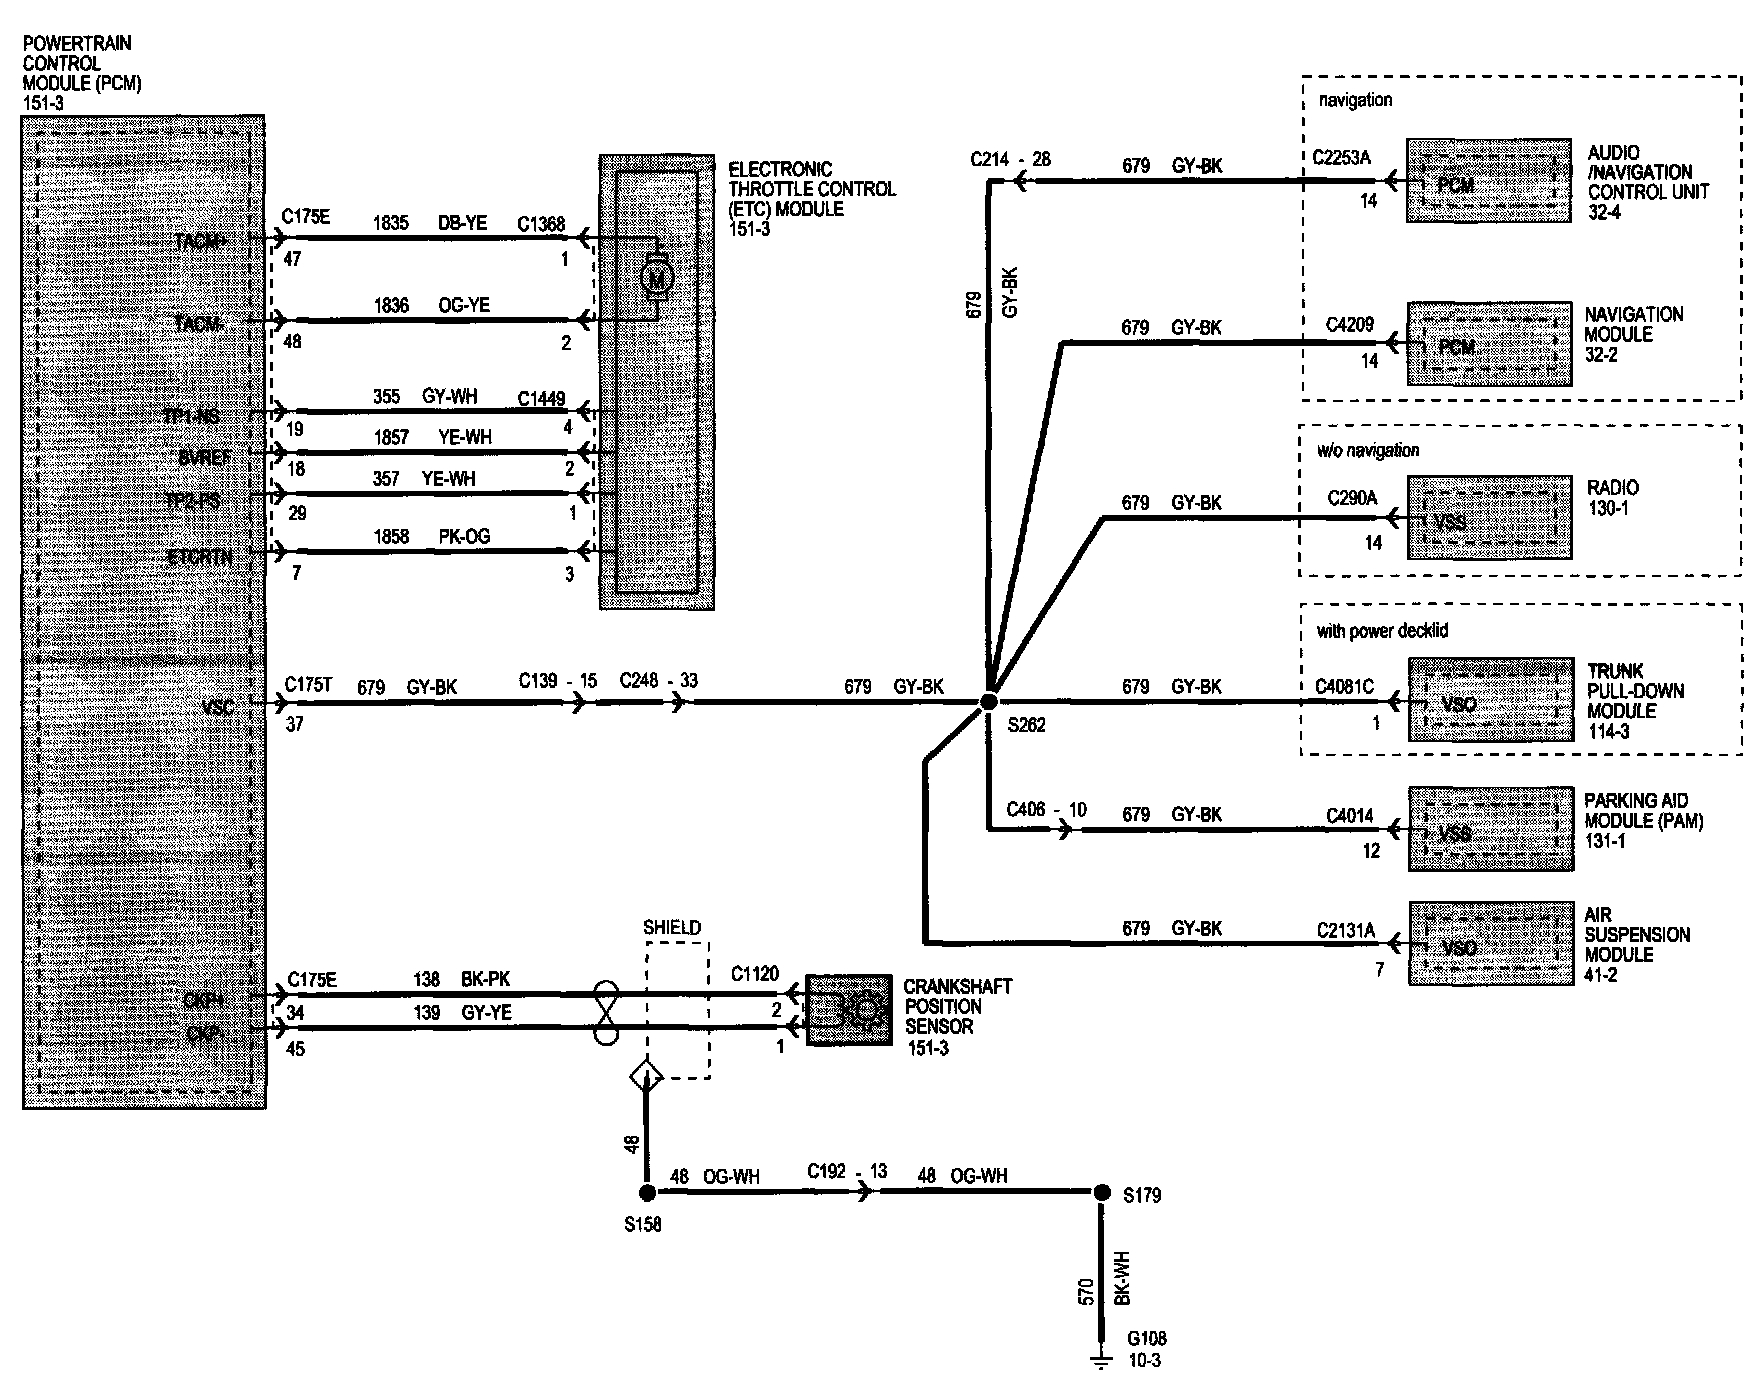 POWERTRAIN
CONTROL
MODULE (PCM)
151-3
TACM+
TACM-
TP1-NS
BVREF
TP2-PS
ETCRTN
VSC
CKP+
CKP-
C175E
47
1835 DB-YE
C1368
1
48
1836 OG-YE
2
19
355 GY-WH
C1449
4
18
1857 YE-WH
2
29
357 YE-WH
1
7
1858 PK-OG
3
M
ELECTRONIC
THROTTLE CONTROL
(ETC) MODULE
151-3
C175T
37
679 GY-BK
C139 - 15
C248 - 33
679 GY-BK
S262
C214 - 28
679 GY-BK
679 GY-BK
navigation
C2253A
14
PCM
AUDIO
/NAVIGATION
CONTROL UNIT
32-4
679 GY-BK
C4209
14
PCM
NAVIGATION
MODULE
32-2
w/o navigation
679 GY-BK
C290A
14
VSS
RADIO
130-1
with power decklid
679 GY-BK
C4081C
1
VSO
TRUNK
PULL-DOWN
MODULE
114-3
C406 - 10
679 GY-BK
C4014
12
VSS
PARKING AID
MODULE (PAM)
131-1
679 GY-BK
C2131A
7
VSO
AIR
SUSPENSION
MODULE
41-2
SHIELD
C175E
34
138 BK-PK
C1120
2
45
139 GY-YE
1
CRANKSHAFT
POSITION
SENSOR
151-3
48
48 OG-WH
C192 - 13
48 OG-WH
S158
S179
570 BK-WH
G108
10-3